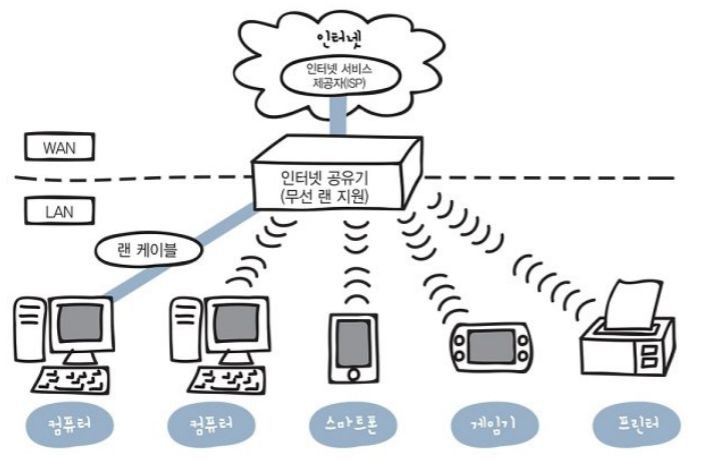 인터넷
인터넷 서비스
제공자(ISP)
WAN
인터넷 공유기
(무선 랜 지원)
LAN
랜 케이블
컴퓨터
컴퓨터
스마트폰
게임기
프린터